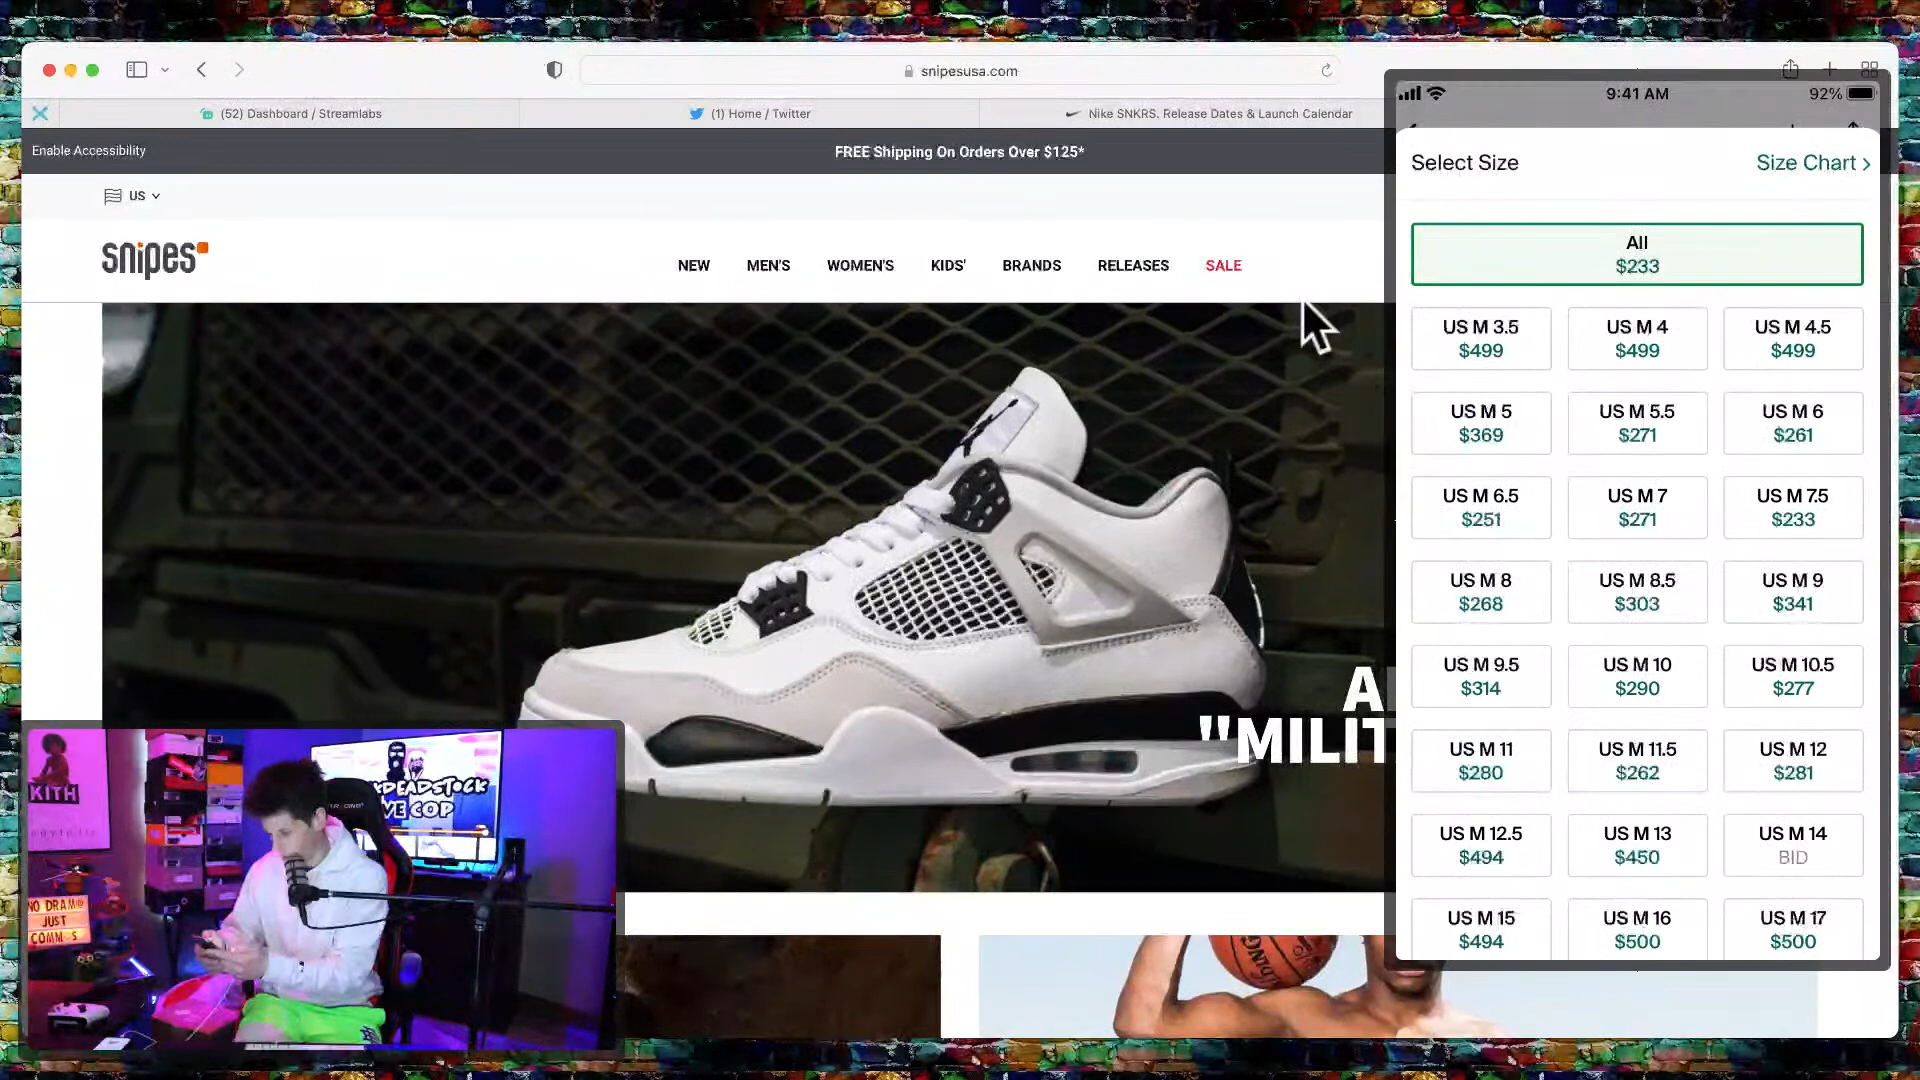 snipesusa.com
(52) Dashboard / Streamlabs
(1) Home / Twitter
Nike SNKRS. Release Dates & Launch Calendar
Enable Accessibility
FREE Shipping On Orders Over $125*
US
snipes
NEW MEN'S WOMEN'S KIDS' BRANDS RELEASES SALE
"MILIT
9:41 AM
92%
Select Size
Size Chart >
All
$233
US M 3.5 US M 4 US M 4.5
$499 $499 $499
US M 5 US M 5.5 US M 6
$369 $271 $261
US M 6.5 US M 7 US M 7.5
$251 $271 $233
US M 8 US M 8.5 US M 9
$268 $303 $341
US M 9.5 US M 10 US M 10.5
$314 $290 $277
US M 11 US M 11.5 US M 12
$280 $262 $281
US M 12.5 US M 13 US M 14
$494 $450 BID
US M 15 US M 16 US M 17
$494 $500 $500
KITH
DEADSTOCK
VE COP
NO DRAM@
JUST